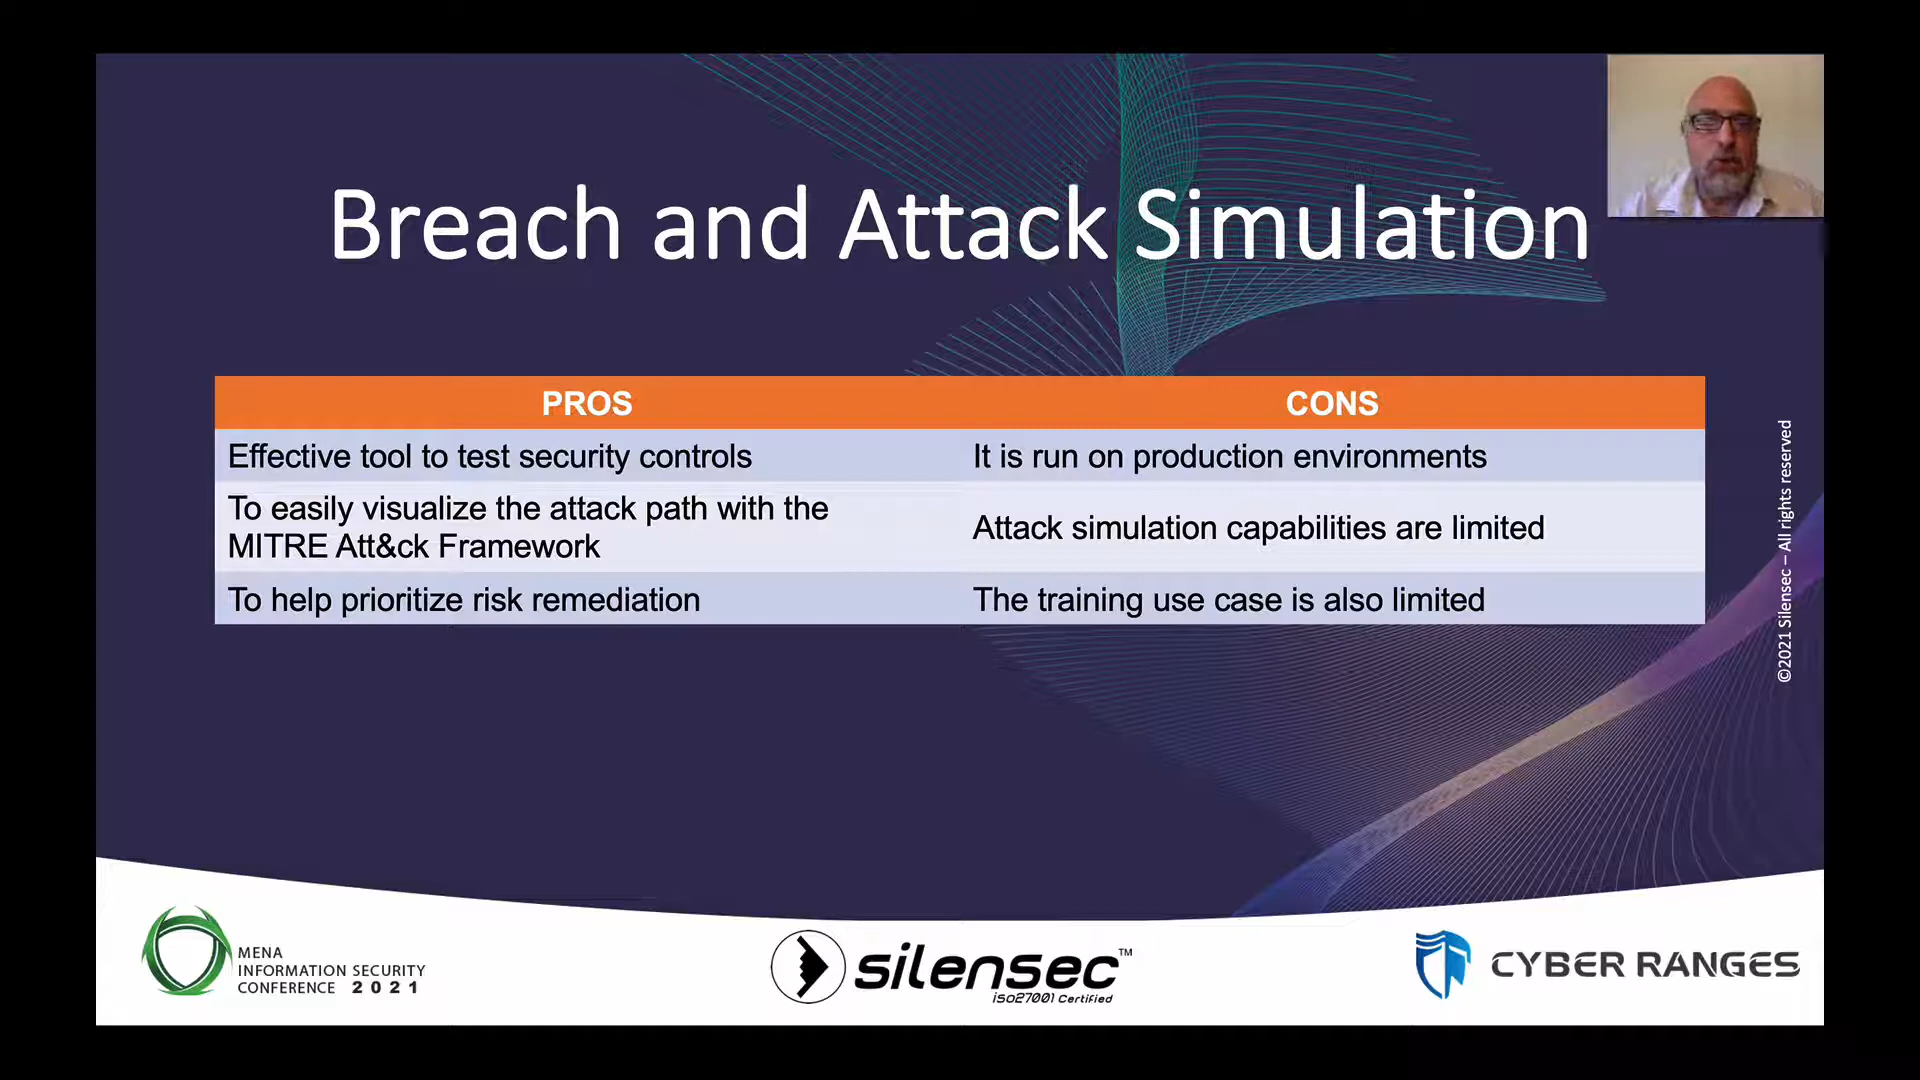 Breach and Attack Simulation
PROS
CONS
Effective tool to test security controls
It is run on production environments
To easily visualize the attack path with the
MITRE Att&ck Framework
Attack simulation capabilities are limited
To help prioritize risk remediation
The training use case is also limited
©2021 Silensec – All rights reserved
MENA
INFORMATION SECURITY
CONFERENCE 2021
silensec™
iso27001 Certified
CYBER RANGES